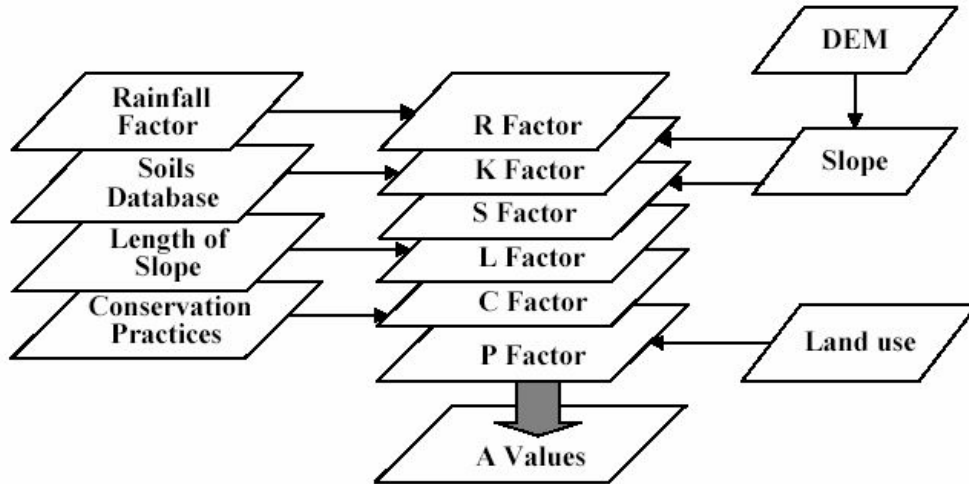 DEM
Rainfall
Factor
R Factor
Soils
Database
K Factor
Slope
S Factor
Length of
Slope
L Factor
Conservation
Practices
C Factor
P Factor
Land use
A Values